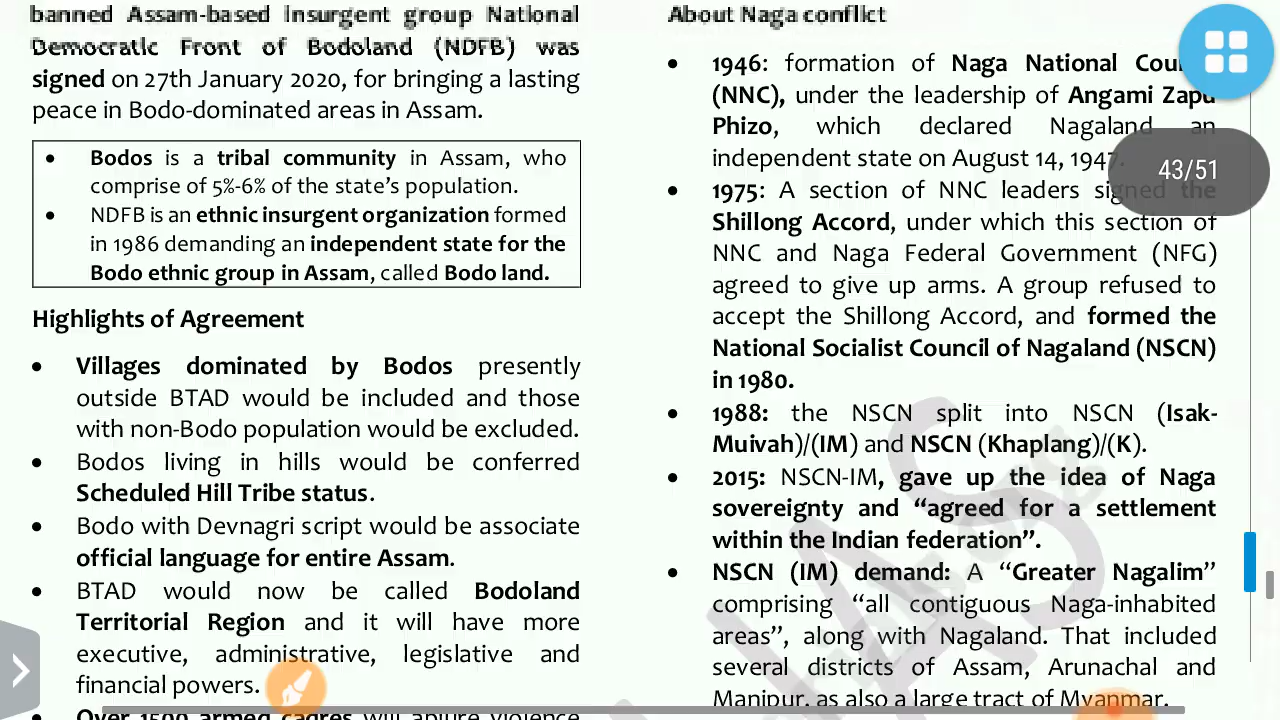 banned Assam-based insurgent group National
Democratic Front of Bodoland (NDFB) was
signed on 27th January 2020, for bringing a lasting
peace in Bodo-dominated areas in Assam.
• Bodos is a tribal community in Assam, who
comprise of 5%-6% of the state's population.
• NDFB is an ethnic insurgent organization formed
in 1986 demanding an independent state for the
Bodo ethnic group in Assam, called Bodo land.
Highlights of Agreement
• Villages dominated by Bodos presently
outside BTAD would be included and those
with non-Bodo population would be excluded.
• Bodos living in hills would be conferred
Scheduled Hill Tribe status.
• Bodo with Devnagri script would be associate
official language for entire Assam.
• BTAD would now be called Bodoland
Territorial Region and it will have more
executive, administrative, legislative and
financial powers.
• Over 1500 armed cadres will abjure violence
About Naga conflict
• 1946: formation of Naga National
(NNC), under the leadership of Angami Zapu
Phizo, which declared Nagaland an
independent state on August 14, 1947.
• 1975: A section of NNC leaders signed the
Shillong Accord, under which this section of
NNC and Naga Federal Government (NFG)
agreed to give up arms. A group refused to
accept the Shillong Accord, and formed the
National Socialist Council of Nagaland (NSCN)
in 1980.
• 1988: the NSCN split into NSCN (Isak-
Muivah)/(IM) and NSCN (Khaplang)/(K).
• 2015: NSCN-IM, gave up the idea of Naga
sovereignty and “agreed for a settlement
within the Indian federation”.
• NSCN (IM) demand: A “Greater Nagalim”
comprising “all contiguous Naga-inhabited
areas”, along with Nagaland. That included
several districts of Assam, Arunachal and
Manipur, as also a large tract of Myanmar.
43/51